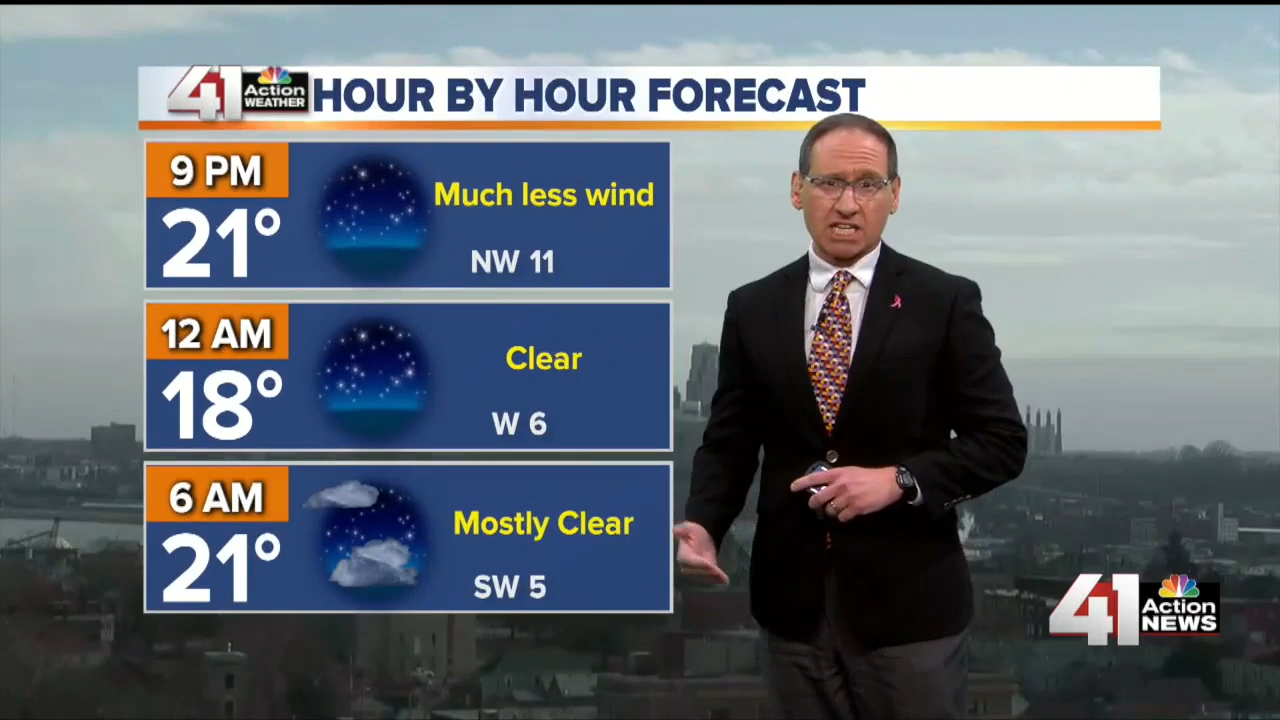 41 Action WEATHER HOUR BY HOUR FORECAST
9 PM
21°
Much less wind
NW 11
12 AM
18°
Clear
W 6
6 AM
21°
Mostly Clear
SW 5
41 Action NEWS